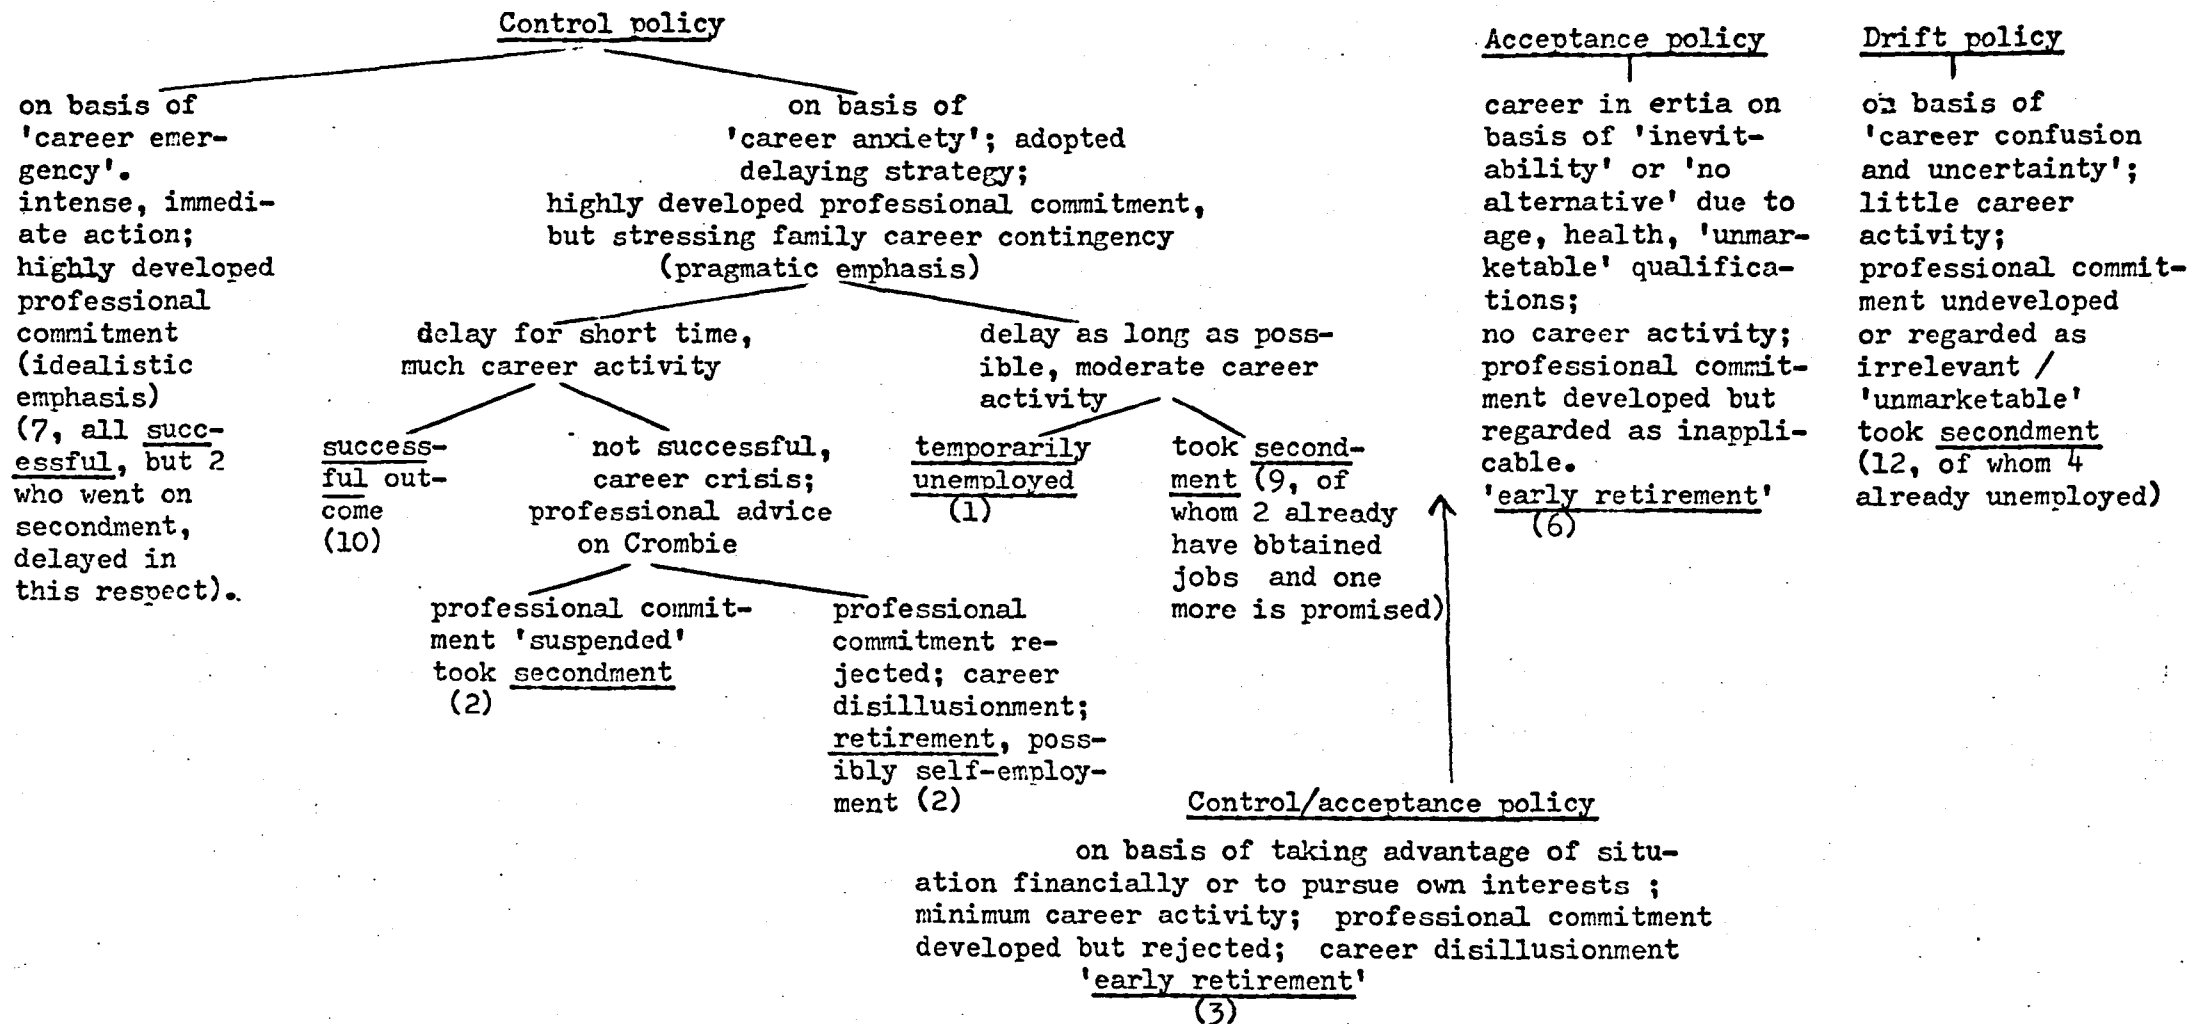 Control policy
on basis of
'career emer-
gency'.
intense, immedi-
ate action;
highly developed
professional
commitment
(idealistic
emphasis)
(7, all succ-
essful, but 2
who went on
secondment,
delayed in
this respect).
on basis of
'career anxiety'; adopted
delaying strategy;
highly developed professional commitment,
but stressing family career contingency
(pragmatic emphasis)
delay for short time,
much career activity
success-
ful out-
come
(10)
not successful,
career crisis;
professional advice
on Crombie
professional commit-
ment 'suspended'
took secondment
(2)
professional
commitment re-
jected; career
disillusionment;
retirement, poss-
ibly self-employ-
ment (2)
delay as long as poss-
ible, moderate career
activity
temporarily
unemployed
(1)
took second-
ment (9, of
whom 2 already
have obtained
jobs and one
more is promised)
Acceptance policy
career in ertia on
basis of 'inevit-
ability' or 'no
alternative' due to
age, health, 'unmar-
ketable' qualifica-
tions;
no career activity;
professional commit-
ment developed but
regarded as inappli-
cable.
'early retirement'
(6)
Drift policy
on basis of
'career confusion
and uncertainty';
little career
activity;
professional commit-
ment undeveloped
or regarded as
irrelevant /
'unmarketable'
took secondment
(12, of whom 4
already unemployed)
Control/acceptance policy
on basis of taking advantage of situ-
ation financially or to pursue own interests ;
minimum career activity; professional commitment
developed but rejected; career disillusionment
'early retirement'
(3)